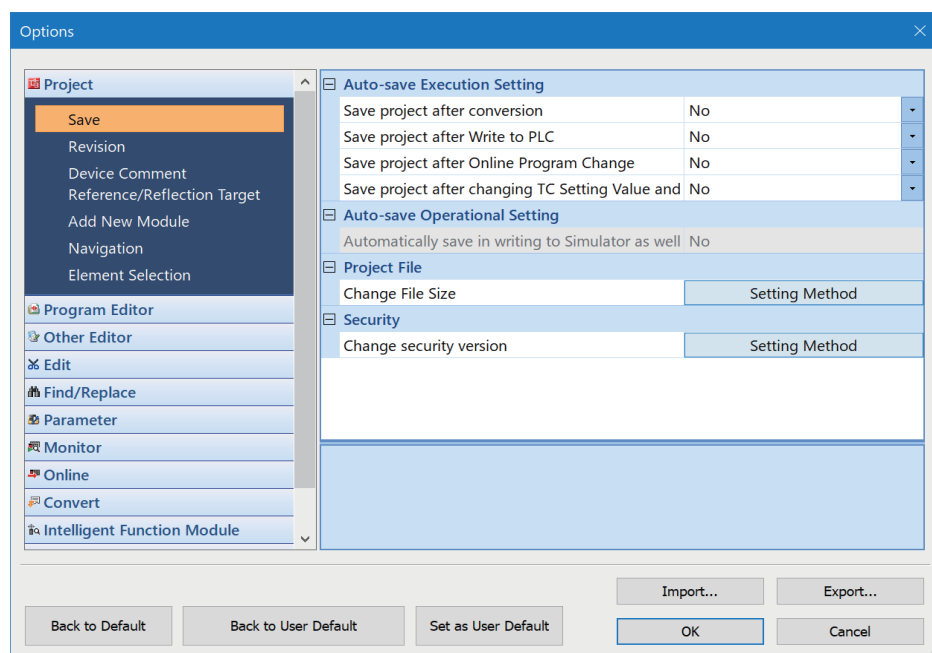 Options
Project
Save
Revision
Device Comment
Reference/Reflection Target
Add New Module
Navigation
Element Selection
Program Editor
Other Editor
Edit
Find/Replace
Parameter
Monitor
Online
Convert
Intelligent Function Module
Auto-save Execution Setting
Save project after conversion No
Save project after Write to PLC No
Save project after Online Program Change No
Save project after changing TC Setting Value and No
Auto-save Operational Setting
Automatically save in writing to Simulator as well No
Project File
Change File Size Setting Method
Security
Change security version Setting Method
Import... Export...
Back to Default Back to User Default Set as User Default OK Cancel